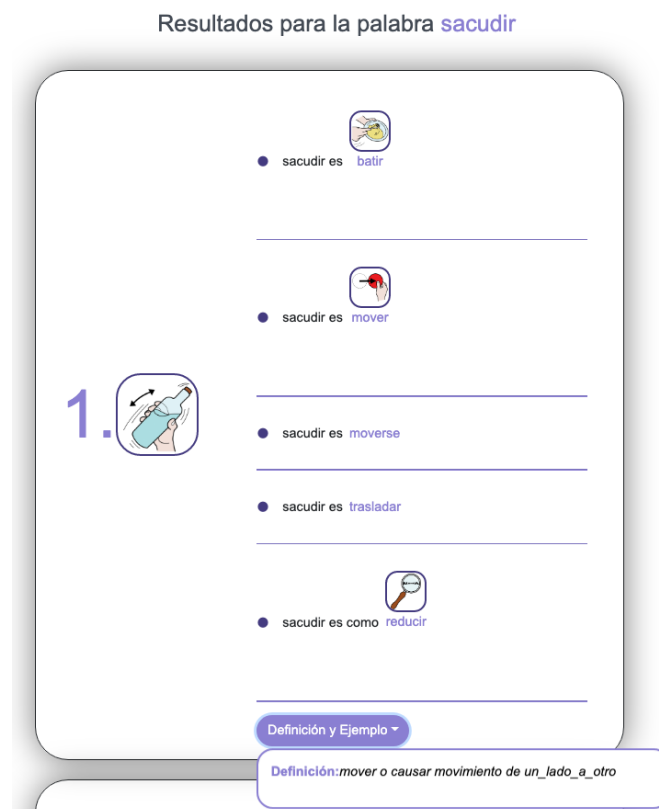 Resultados para la palabra sacudir
sacudir es batir
sacudir es mover
1.
sacudir es moverse
sacudir es trasladar
sacudir es como reducir
Definición y Ejemplo
Definición:mover o causar movimiento de un_lado_a_otro